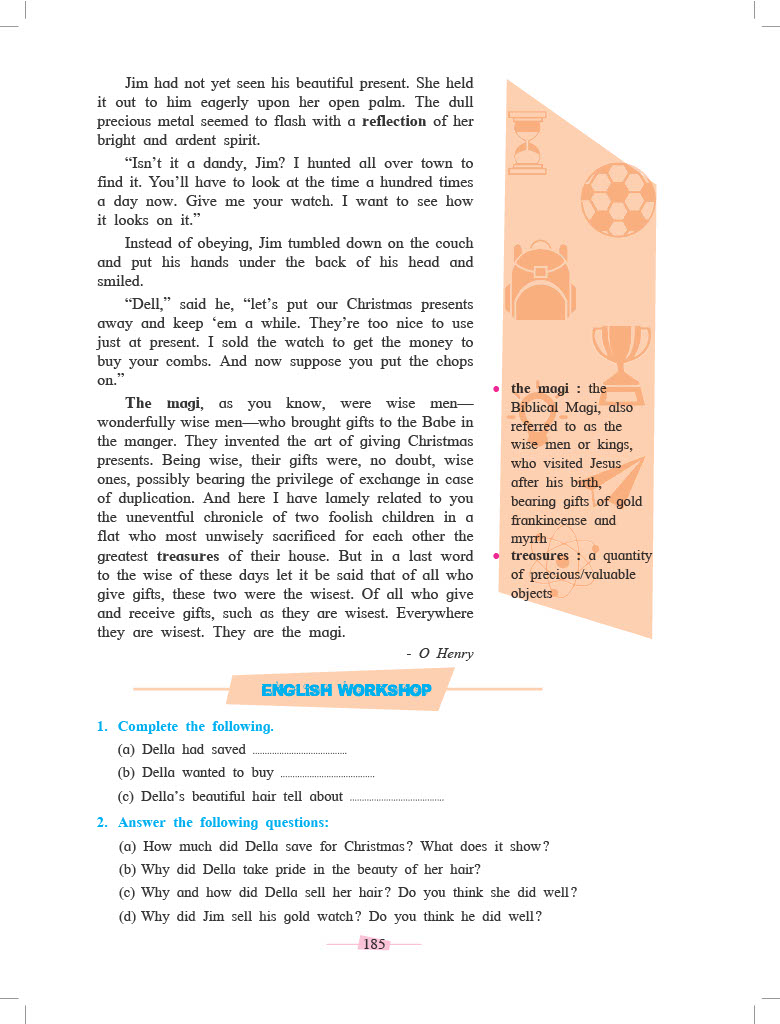 Jim had not yet seen his beautiful present. She held
it out to him eagerly upon her open palm. The dull
precious metal seemed to flash with a reflection of her
bright and ardent spirit.
“Isn’t it a dandy, Jim? I hunted all over town to
find it. You’ll have to look at the time a hundred times
a day now. Give me your watch. I want to see how
it looks on it.”
Instead of obeying, Jim tumbled down on the couch
and put his hands under the back of his head and
smiled.
“Dell,” said he, “let’s put our Christmas presents
away and keep ‘em a while. They’re too nice to use
just at present. I sold the watch to get the money to
buy your combs. And now suppose you put the chops
on.”
The magi, as you know, were wise men—
wonderfully wise men—who brought gifts to the Babe in
the manger. They invented the art of giving Christmas
presents. Being wise, their gifts were, no doubt, wise
ones, possibly bearing the privilege of exchange in case
of duplication. And here I have lamely related to you
the uneventful chronicle of two foolish children in a
flat who most unwisely sacrificed for each other the
greatest treasures of their house. But in a last word
to the wise of these days let it be said that of all who
give gifts, these two were the wisest. Of all who give
and receive gifts, such as they are wisest. Everywhere
they are wisest. They are the magi.
- O Henry
• the magi : the
Biblical Magi, also
referred to as the
wise men or kings,
who visited Jesus
after his birth,
bearing gifts of gold
frankincense and
myrrh
• treasures : a quantity
of precious/valuable
objects
ENGLISH WORKSHOP
1. Complete the following.
(a) Della had saved .......................................
(b) Della wanted to buy .......................................
(c) Della’s beautiful hair tell about .......................................
2. Answer the following questions:
(a) How much did Della save for Christmas? What does it show?
(b) Why did Della take pride in the beauty of her hair?
(c) Why and how did Della sell her hair? Do you think she did well?
(d) Why did Jim sell his gold watch? Do you think he did well?
185